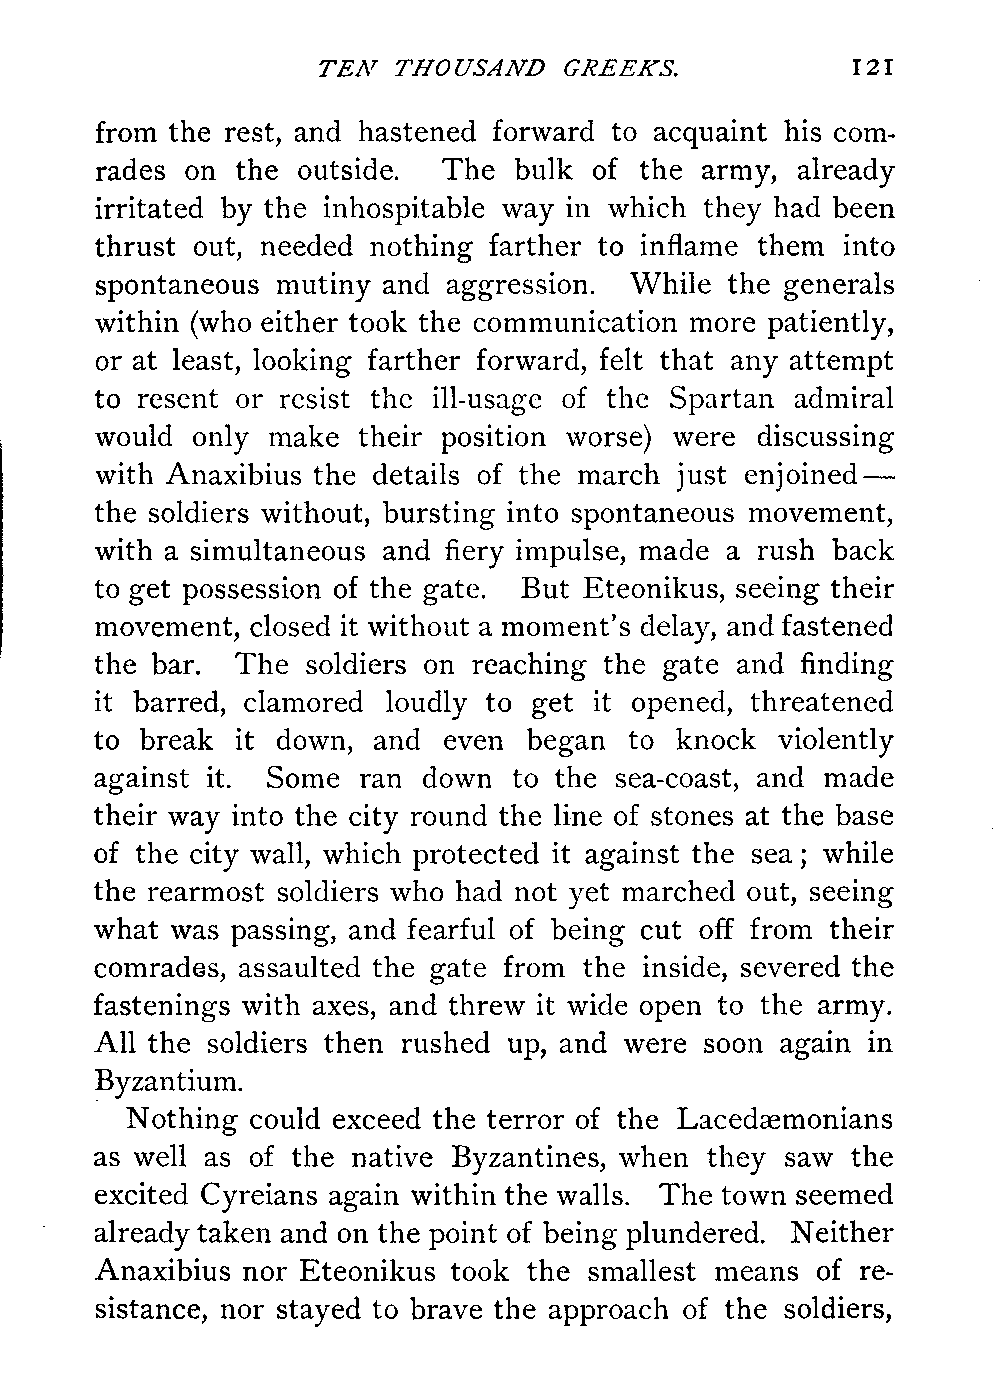 TEN THOUSAND GREEKS. 121
from the rest, and hastened forward to acquaint his com-
rades on the outside. The bulk of the army, already
irritated by the inhospitable way in which they had been
thrust out, needed nothing farther to inflame them into
spontaneous mutiny and aggression. While the generals
within (who either took the communication more patiently,
or at least, looking farther forward, felt that any attempt
to resent or resist the ill-usage of the Spartan admiral
would only make their position worse) were discussing
with Anaxibius the details of the march just enjoined—
the soldiers without, bursting into spontaneous movement,
with a simultaneous and fiery impulse, made a rush back
to get possession of the gate. But Eteonikus, seeing their
movement, closed it without a moment's delay, and fastened
the bar. The soldiers on reaching the gate and finding
it barred, clamored loudly to get it opened, threatened
to break it down, and even began to knock violently
against it. Some ran down to the sea-coast, and made
their way into the city round the line of stones at the base
of the city wall, which protected it against the sea; while
the rearmost soldiers who had not yet marched out, seeing
what was passing, and fearful of being cut off from their
comrades, assaulted the gate from the inside, severed the
fastenings with axes, and threw it wide open to the army.
All the soldiers then rushed up, and were soon again in
Byzantium.
Nothing could exceed the terror of the Lacedæmonians
as well as of the native Byzantines, when they saw the
excited Cyreians again within the walls. The town seemed
already taken and on the point of being plundered. Neither
Anaxibius nor Eteonikus took the smallest means of re-
sistance, nor stayed to brave the approach of the soldiers,